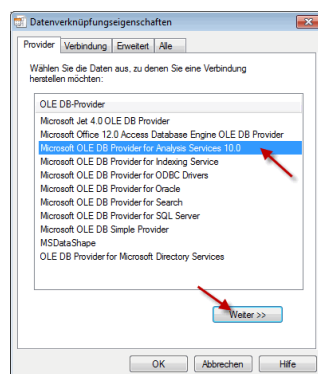 Datenverknüpfungseigenschaften
Provider Verbindung Erweitert Alle
Wählen Sie die Daten aus, zu denen Sie eine Verbindung
herstellen möchten:
OLE DB-Provider
Microsoft Jet 4.0 OLE DB Provider
Microsoft Office 12.0 Access Database Engine OLE DB Provider
Microsoft OLE DB Provider for Analysis Services 10.0
Microsoft OLE DB Provider for Indexing Service
Microsoft OLE DB Provider for ODBC Drivers
Microsoft OLE DB Provider for Oracle
Microsoft OLE DB Provider for Search
Microsoft OLE DB Provider for SQL Server
Microsoft OLE DB Simple Provider
MSDataShape
OLE DB Provider for Microsoft Directory Services
Weiter >>
OK Abbrechen Hilfe